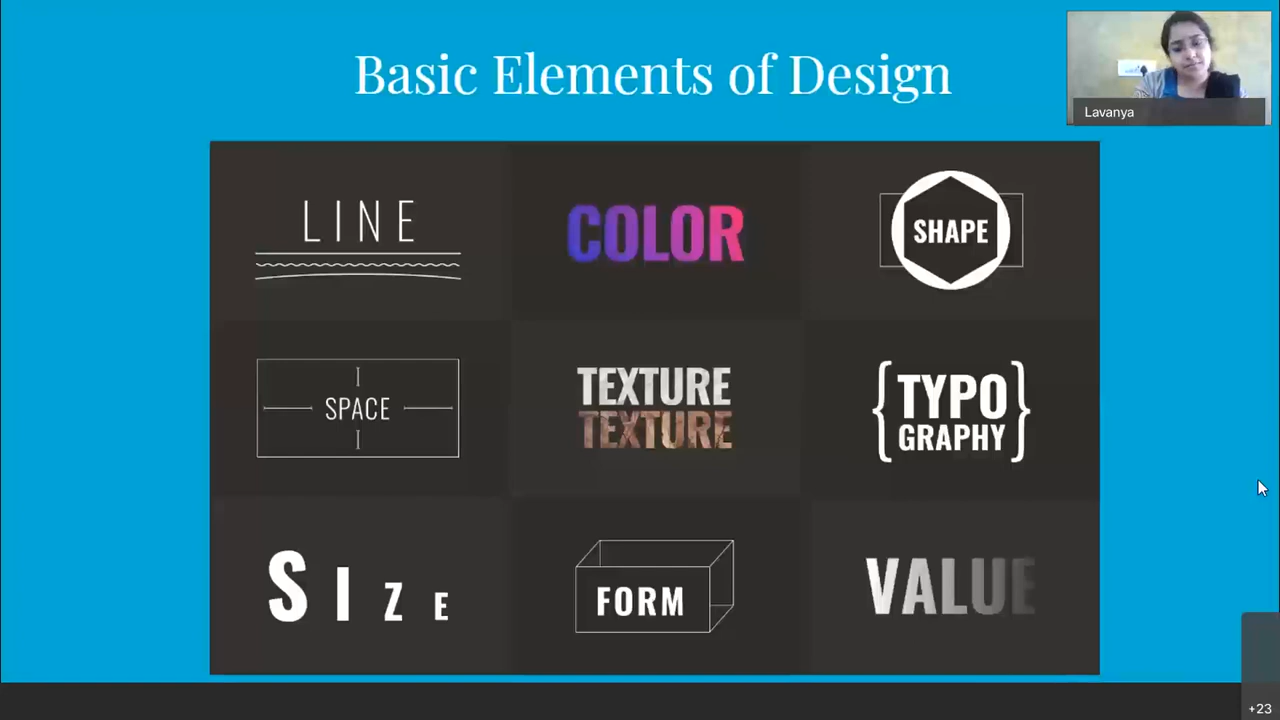 Basic Elements of Design
Lavanya
LINE
COLOR
SHAPE
SPACE
TEXTURE
TEXTURE
{TYPO
GRAPHY}
SIZE
FORM
VALUE
+23